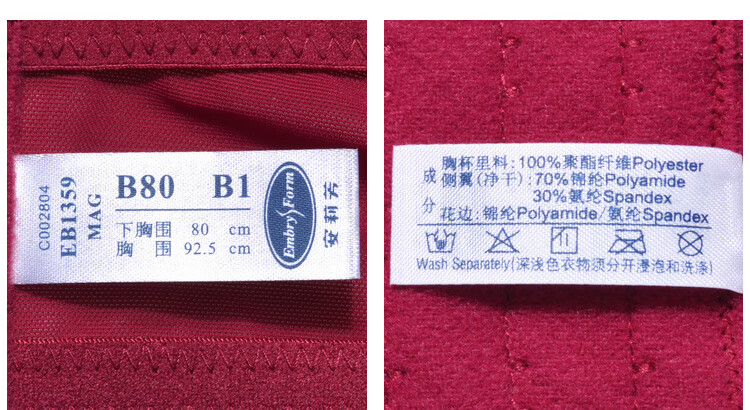 C002804
EB1359
MAG
B80 B1
下胸围 80 cm
胸围 92.5 cm
Embry Form
安莉芳
成分
胸杯里料:100%聚酯纤维Polyester
侧翼(净干):70%锦纶Polyamide
30%氨纶Spandex
花边:锦纶Polyamide/氨纶Spandex
Wash Separately(深浅色衣物须分开浸泡和洗涤)